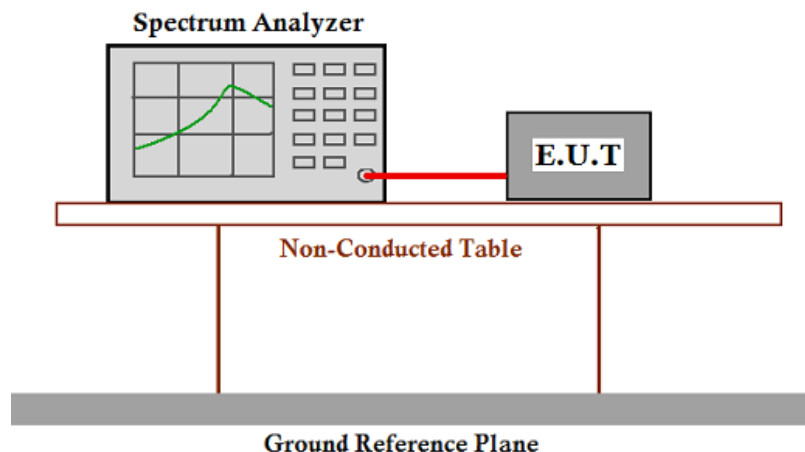 Spectrum Analyzer
E.U.T
Non-Conducted Table
Ground Reference Plane